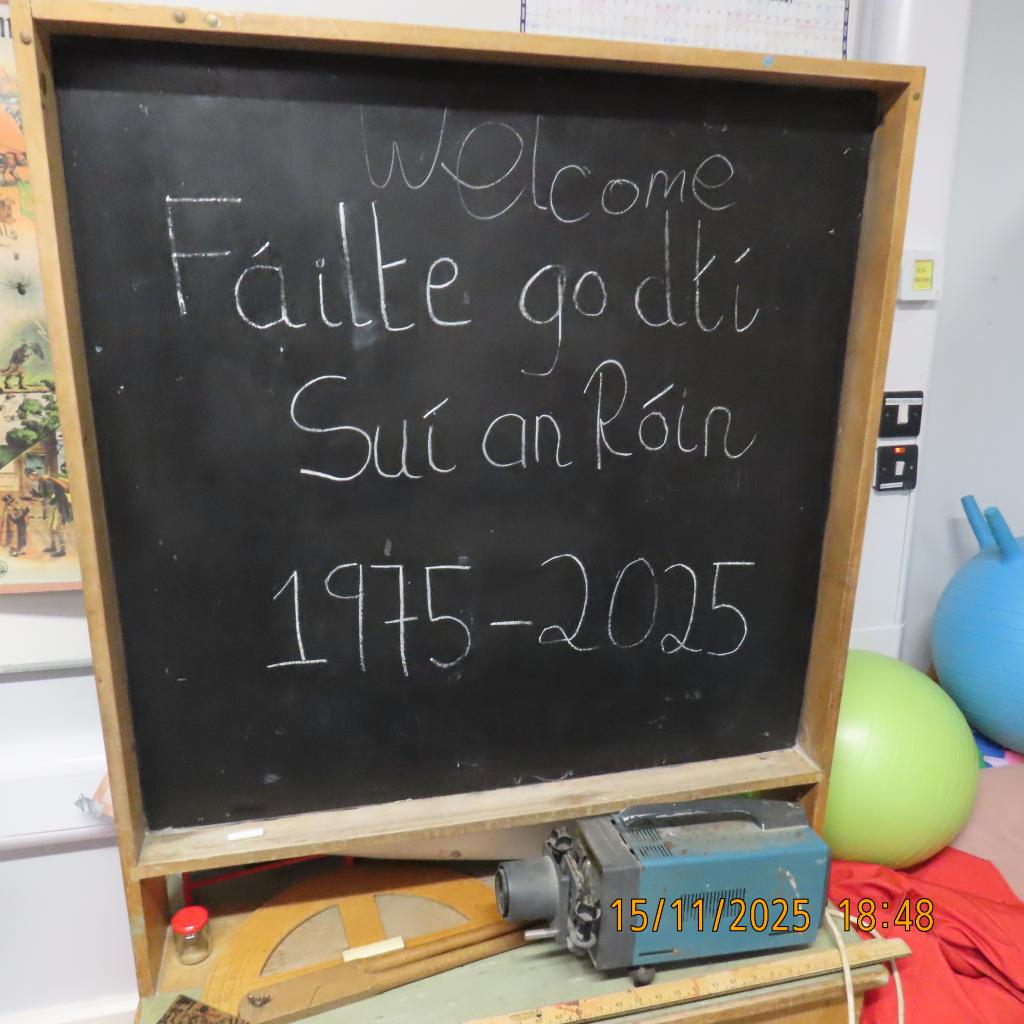 Welcome
Fáilte go dtí
Suí an Róin
1975-2025
15/11/2025 18:48